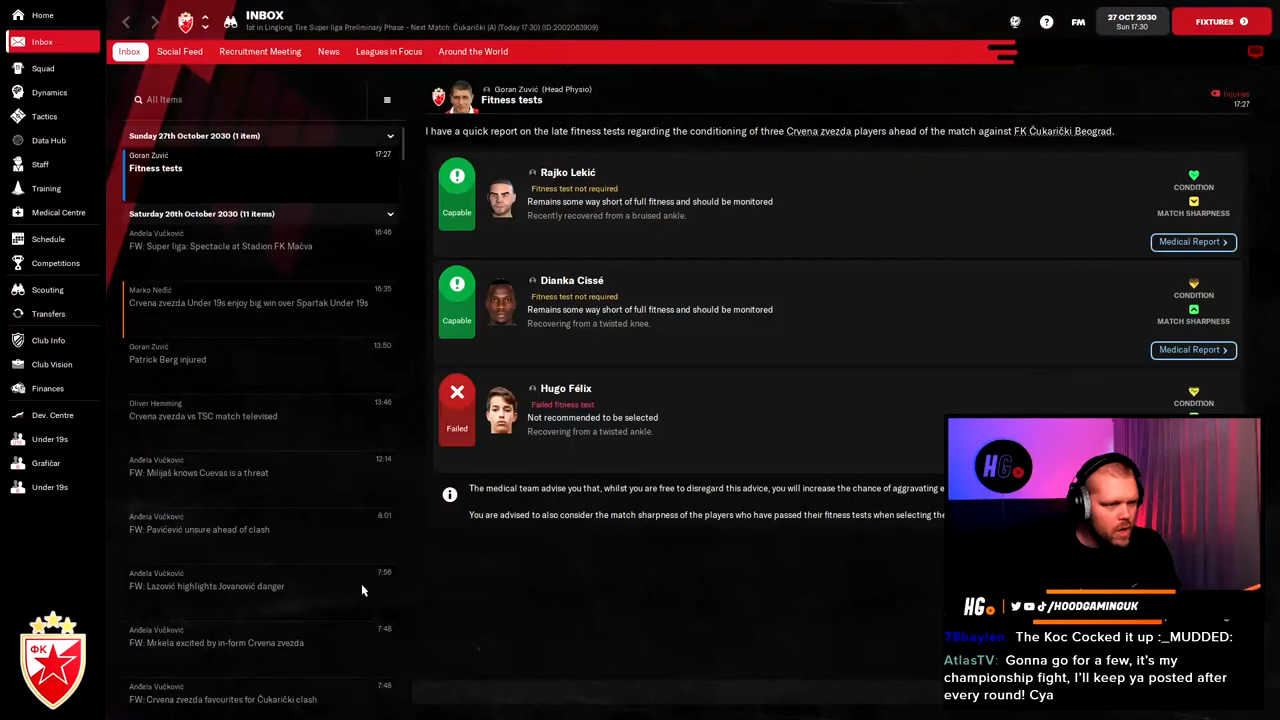 Home
Inbox
Squad
Dynamics
Tactics
Data Hub
Staff
Training
Medical Centre
Schedule
Competitions
Scouting
Transfers
Club Info
Club Vision
Finances
Dev. Centre
Under 19s
Grafičar
Under 19s
ФК
INBOX
1st in Linglong Tire Super liga Preliminary Phase - Next Match: Čukarički (A) (Today 17:30) (ID:2002063909)
FM
27 OCT 2030
Sun 17:30
FIXTURES
Inbox
Social Feed
Recruitment Meeting
News
Leagues in Focus
Around the World
All Items
Sunday 27th October 2030 (1 item)
Goran Zuvić
17:27
Fitness tests
Saturday 26th October 2030 (11 items)
Anđela Vučković
16:46
FW: Super liga: Spectacle at Stadion FK Mačva
Marko Nedić
16:35
Crvena zvezda Under 19s enjoy big win over Spartak Under 19s
Goran Zuvić
13:50
Patrick Berg injured
Oliver Hemming
13:46
Crvena zvezda vs TSC match televised
Anđela Vučković
12:14
FW: Milijaš knows Cuevas is a threat
Anđela Vučković
8:01
FW: Pavićević unsure ahead of clash
Anđela Vučković
7:56
FW: Lazović highlights Jovanović danger
Anđela Vučković
7:48
FW: Mrkela excited by in-form Crvena zvezda
Anđela Vučković
7:48
FW: Crvena zvezda favourites for Čukarički clash
Goran Zuvić (Head Physio)
Fitness tests
Injuries
17:27
I have a quick report on the late fitness tests regarding the conditioning of three Crvena zvezda players ahead of the match against FK Čukarički Beograd.
Capable
Rajko Lekić
Fitness test not required
Remains some way short of full fitness and should be monitored
Recently recovered from a bruised ankle.
CONDITION
MATCH SHARPNESS
Medical Report
Capable
Dianka Cissé
Fitness test not required
Remains some way short of full fitness and should be monitored
Recovering from a twisted knee.
CONDITION
MATCH SHARPNESS
Medical Report
Failed
Hugo Félix
Failed fitness test
Not recommended to be selected
Recovering from a twisted ankle.
CONDITION
The medical team advise you that, whilst you are free to disregard this advice, you will increase the chance of aggravating
You are advised to also consider the match sharpness of the players who have passed their fitness tests when selecting the
HG
HG
/HOODGAMINGUK
78haylen: The Koc Cocked it up :_MUDDED:
AtlasTV: Gonna go for a few, it's my
championship fight, I'll keep ya posted after
every round! Cya